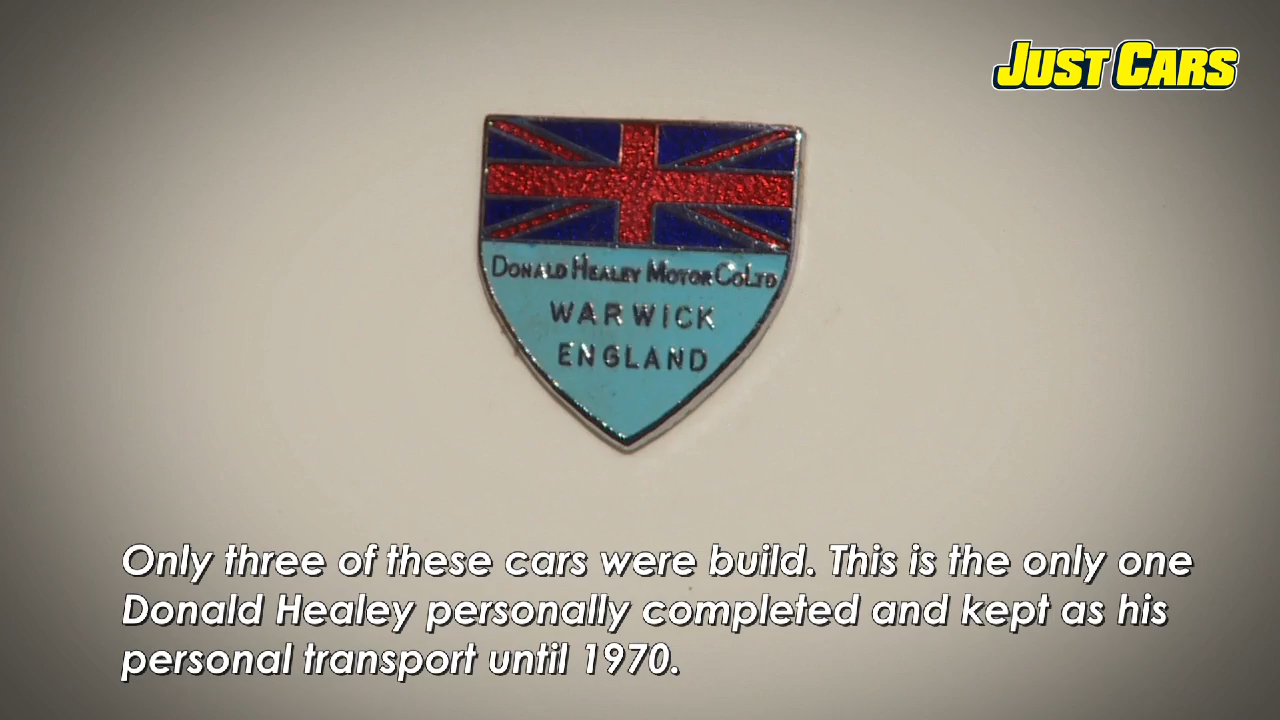 JUST CARS
DONALD HEALEY MOTOR CO LTD
WARWICK
ENGLAND
Only three of these cars were build. This is the only one
Donald Healey personally completed and kept as his
personal transport until 1970.